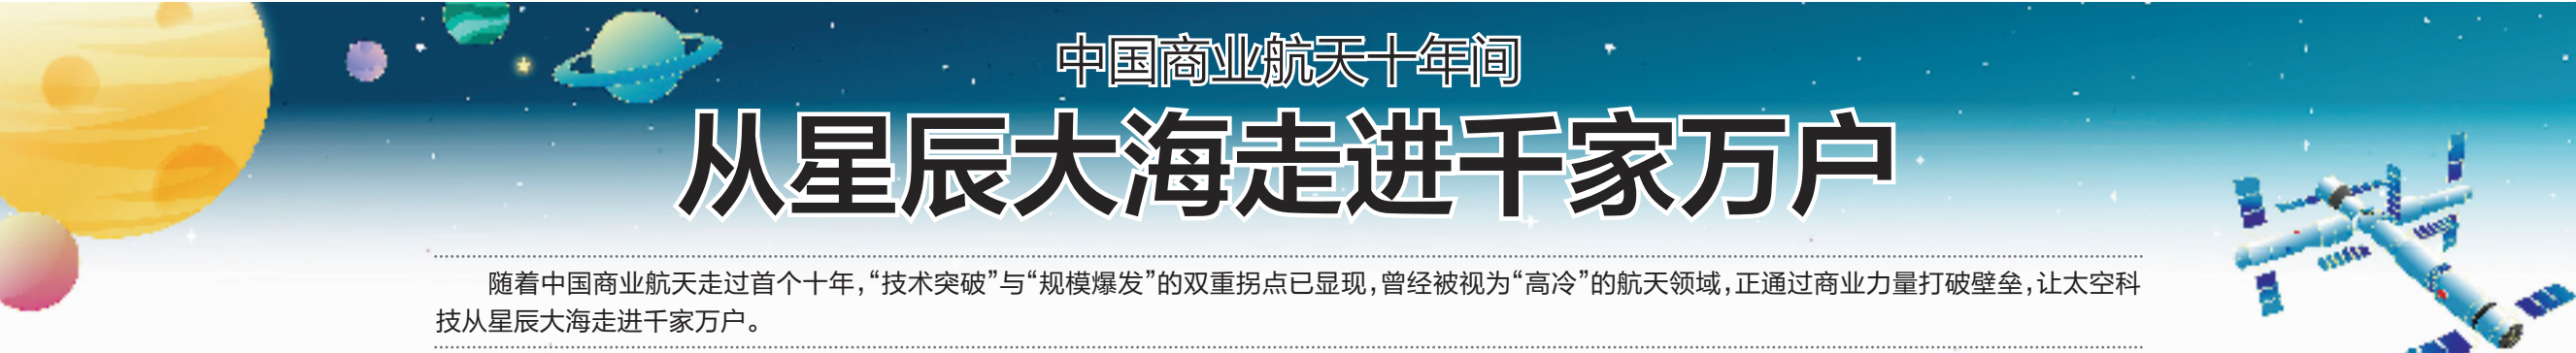 中国商业航天十年间
从星辰大海走进千家万户
随着中国商业航天走过首个十年，“技术突破”与“规模爆发”的双重拐点已显现，曾经被视为“高冷”的航天领域，正通过商业力量打破壁垒，让太空科
技从星辰大海走进千家万户。